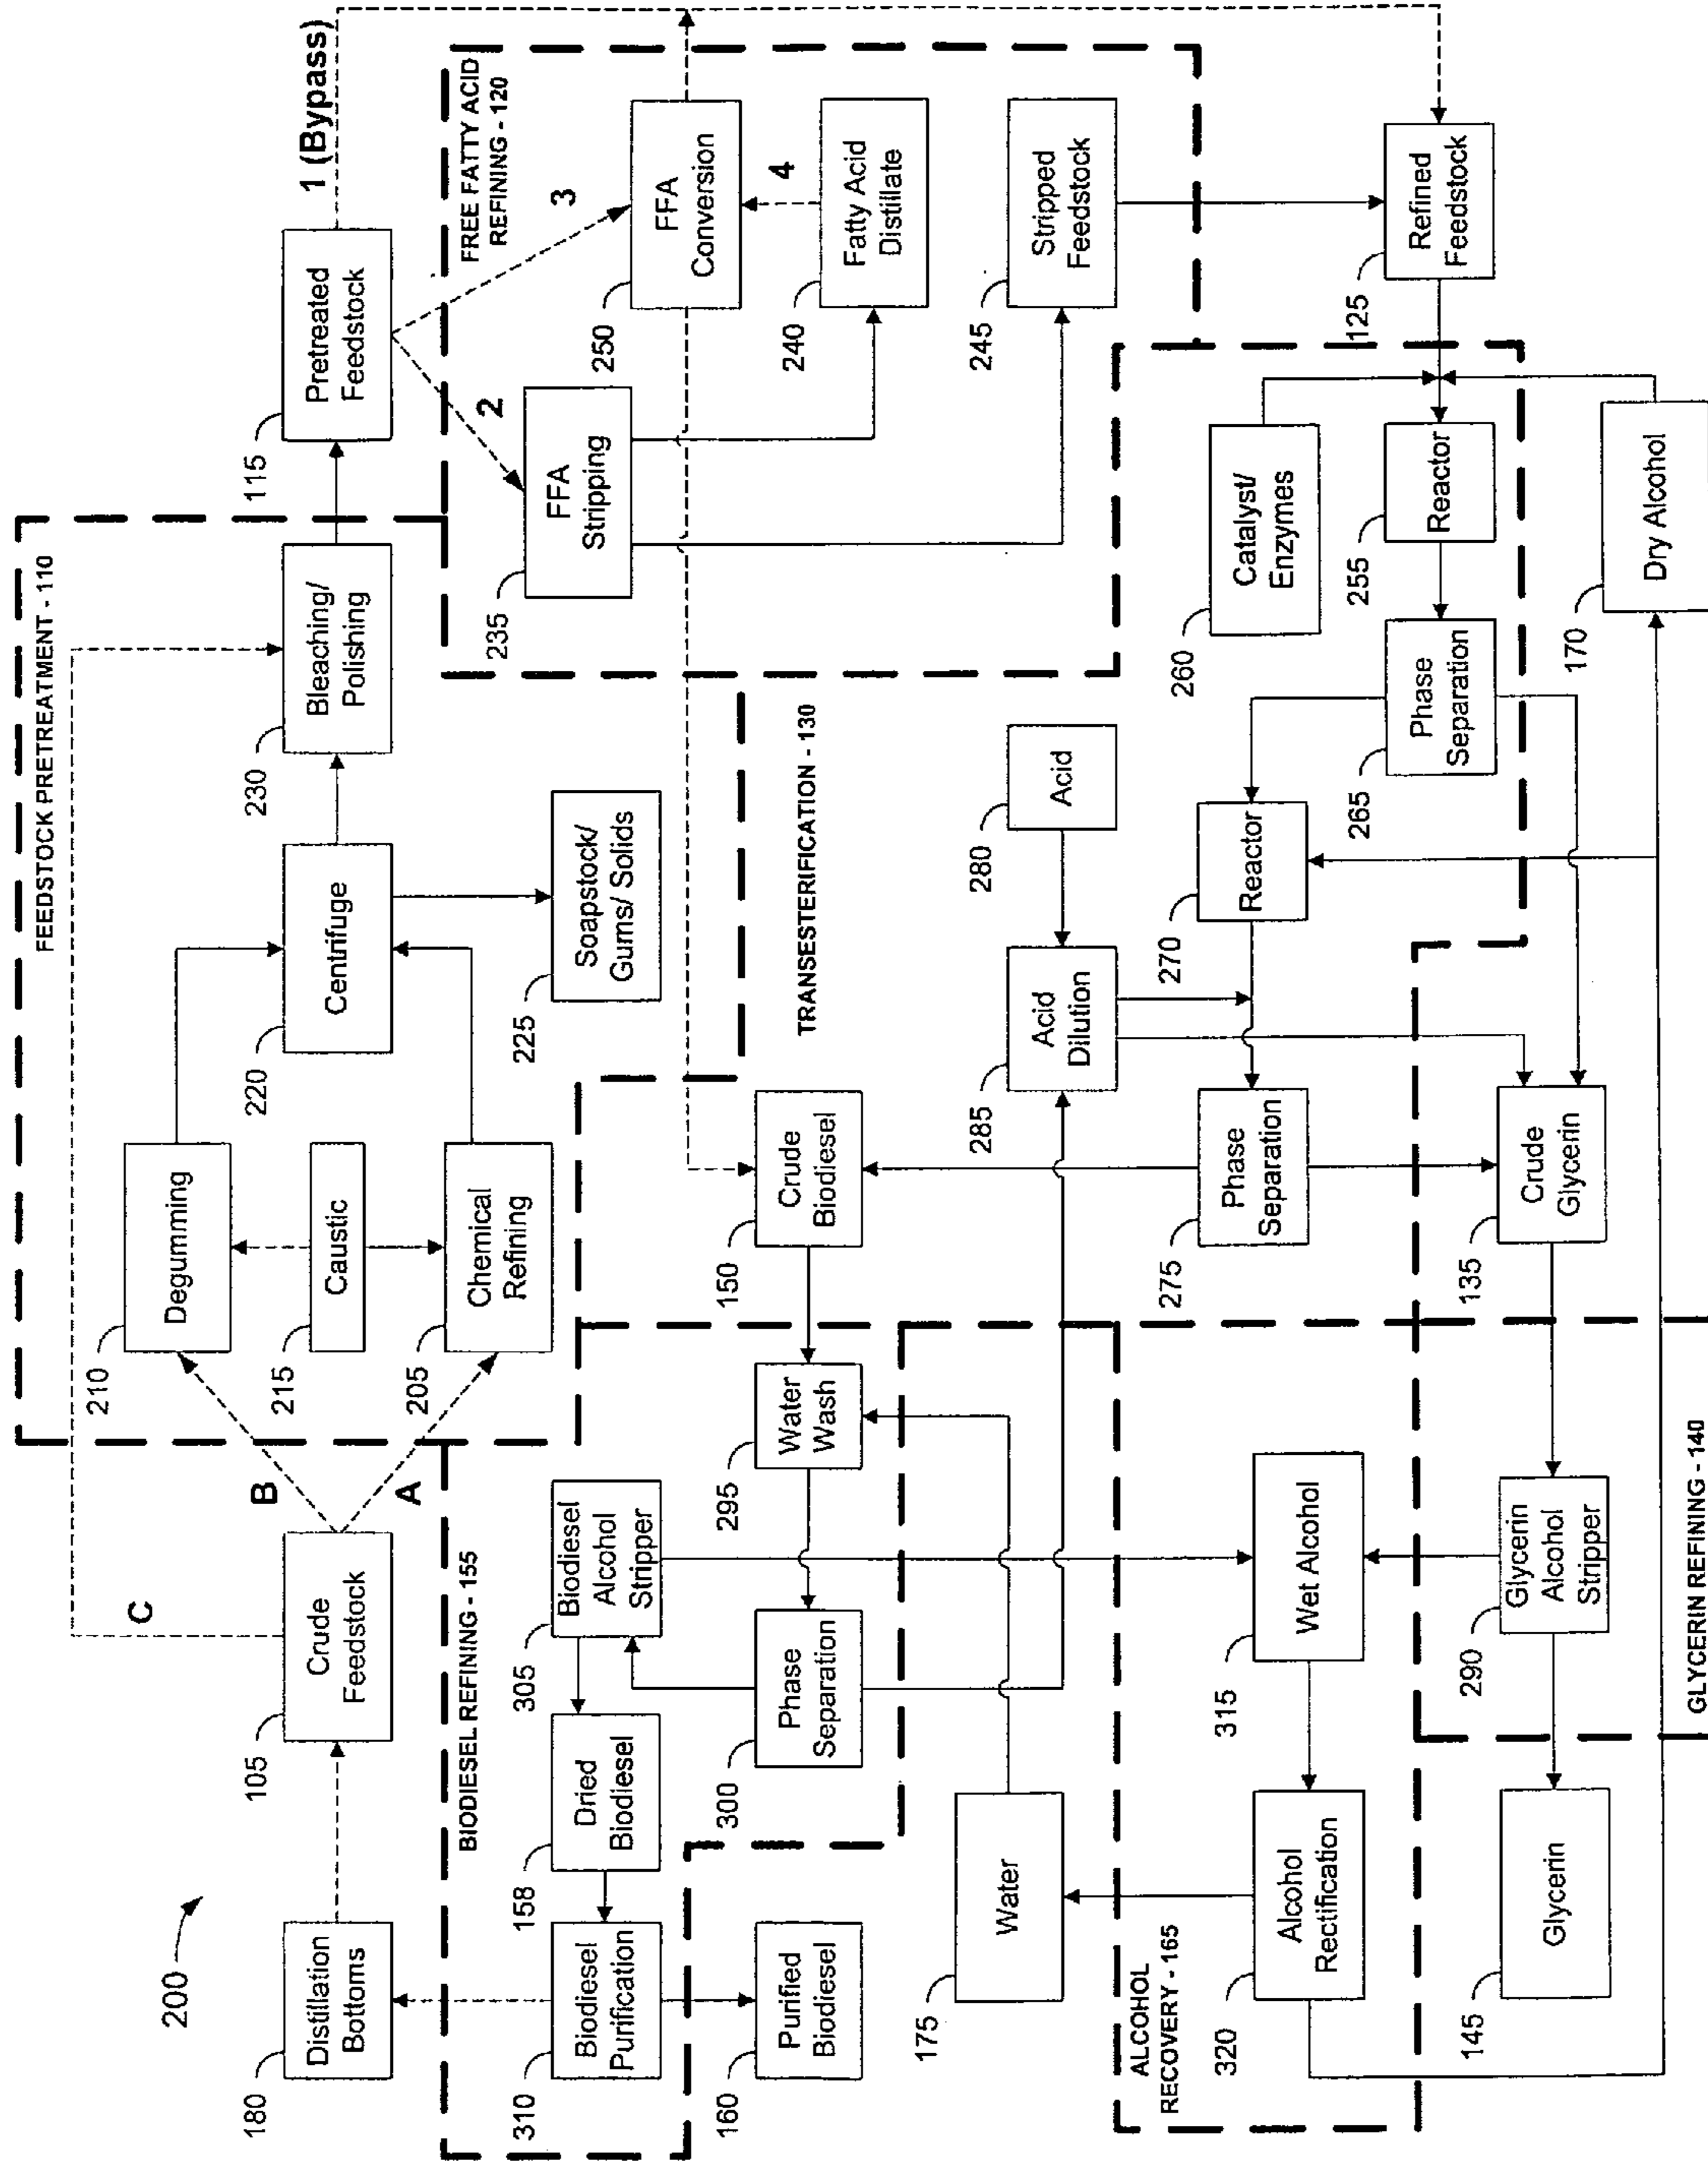 200
180
Distillation
Bottoms
105
Crude
Feedstock
C
B
A
FEEDSTOCK PRETREATMENT - 110
210
Degumming
215
Caustic
205
Chemical
Refining
220
Centrifuge
225
Soapstock/
Gums/ Solids
230
Bleaching/
Polishing
115
Pretreated
Feedstock
1 (Bypass)
2
3
FREE FATTY ACID
REFINING - 120
235
FFA
Stripping
250
FFA
Conversion
4
240
Fatty Acid
Distillate
245
Stripped
Feedstock
125
Refined
Feedstock
BIODIESEL REFINING - 155
310
Biodiesel
Purification
158
Dried
Biodiesel
305
Biodiesel
Alcohol
Stripper
160
Purified
Biodiesel
300
Phase
Separation
295
Water
Wash
150
Crude
Biodiesel
TRANSESTERIFICATION - 130
175
Water
285
Acid
Dilution
280
Acid
260
Catalyst/
Enzymes
275
Phase
Separation
270
Reactor
265
Phase
Separation
255
Reactor
ALCOHOL
RECOVERY - 165
320
Alcohol
Rectification
315
Wet Alcohol
145
Glycerin
290
Glycerin
Alcohol
Stripper
135
Crude
Glycerin
GLYCERIN REFINING - 140
170
Dry Alcohol